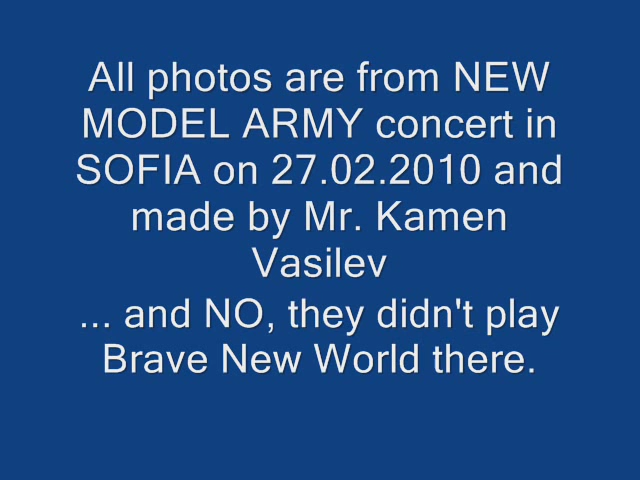 All photos are from NEW
MODEL ARMY concert in
SOFIA on 27.02.2010 and
made by Mr. Kamen
Vasilev
... and NO, they didn't play
Brave New World there.